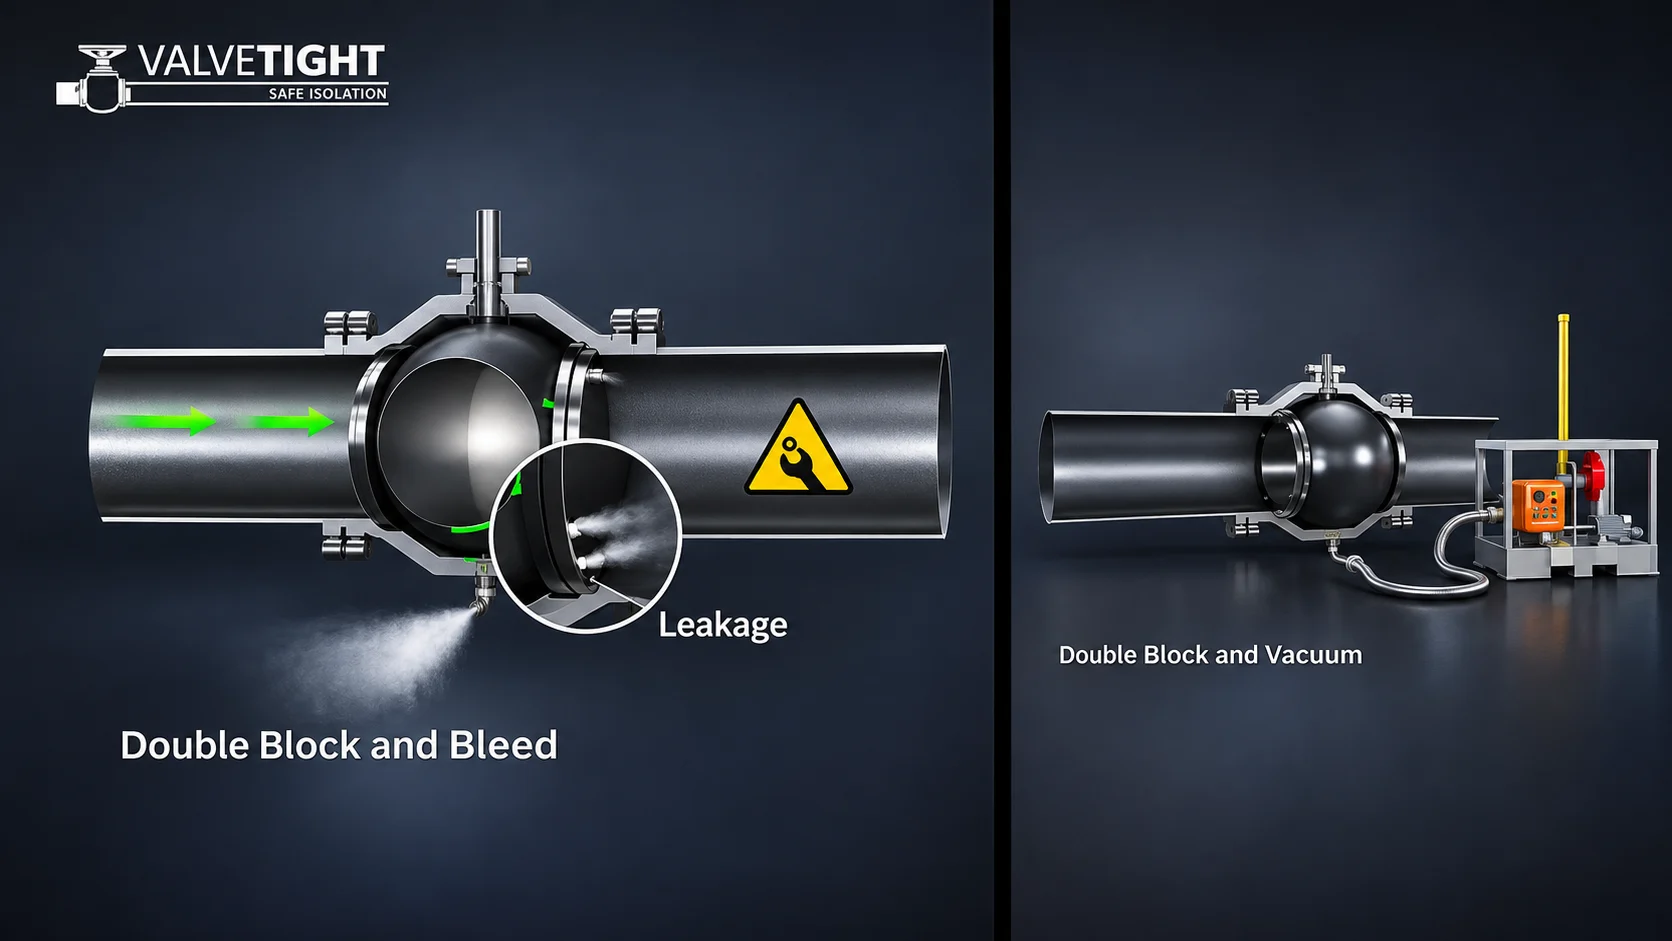 VALVETIGHT
SAFE ISOLATION
Leakage
Double Block and Bleed
Double Block and Vacuum